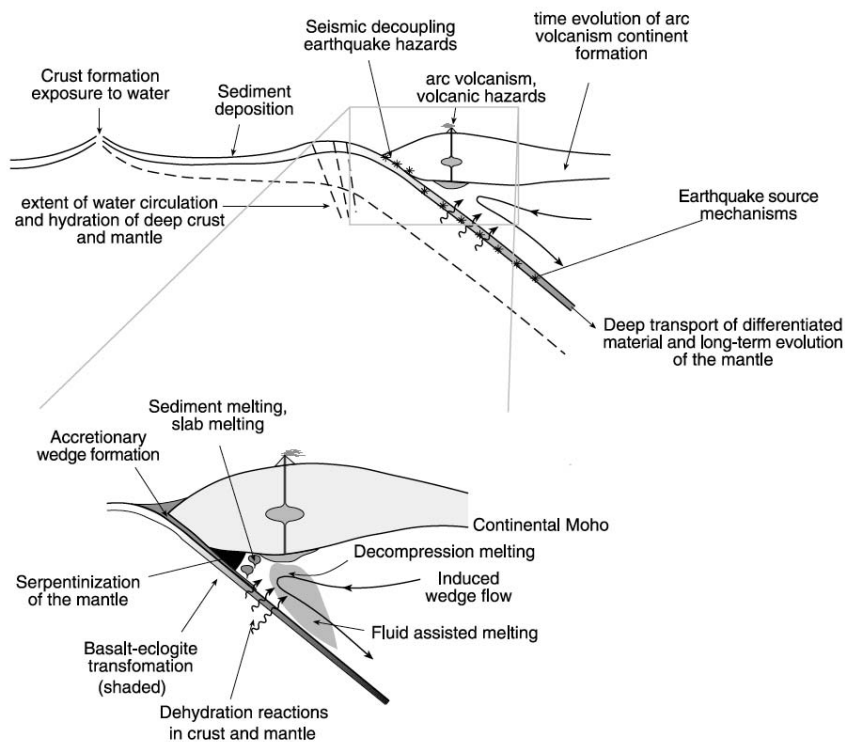 Crust formation
exposure to water
Sediment
deposition
Seismic decoupling
earthquake hazards
arc volcanism,
volcanic hazards
time evolution of arc
volcanism continent
formation
extent of water circulation
and hydration of deep crust
and mantle
Earthquake source
mechanisms
Deep transport of differentiated
material and long-term evolution
of the mantle
Sediment melting,
slab melting
Accretionary
wedge formation
Continental Moho
Decompression melting
Serpentinization
of the mantle
Induced
wedge flow
Fluid assisted melting
Basalt-eclogite
transfomation
(shaded)
Dehydration reactions
in crust and mantle